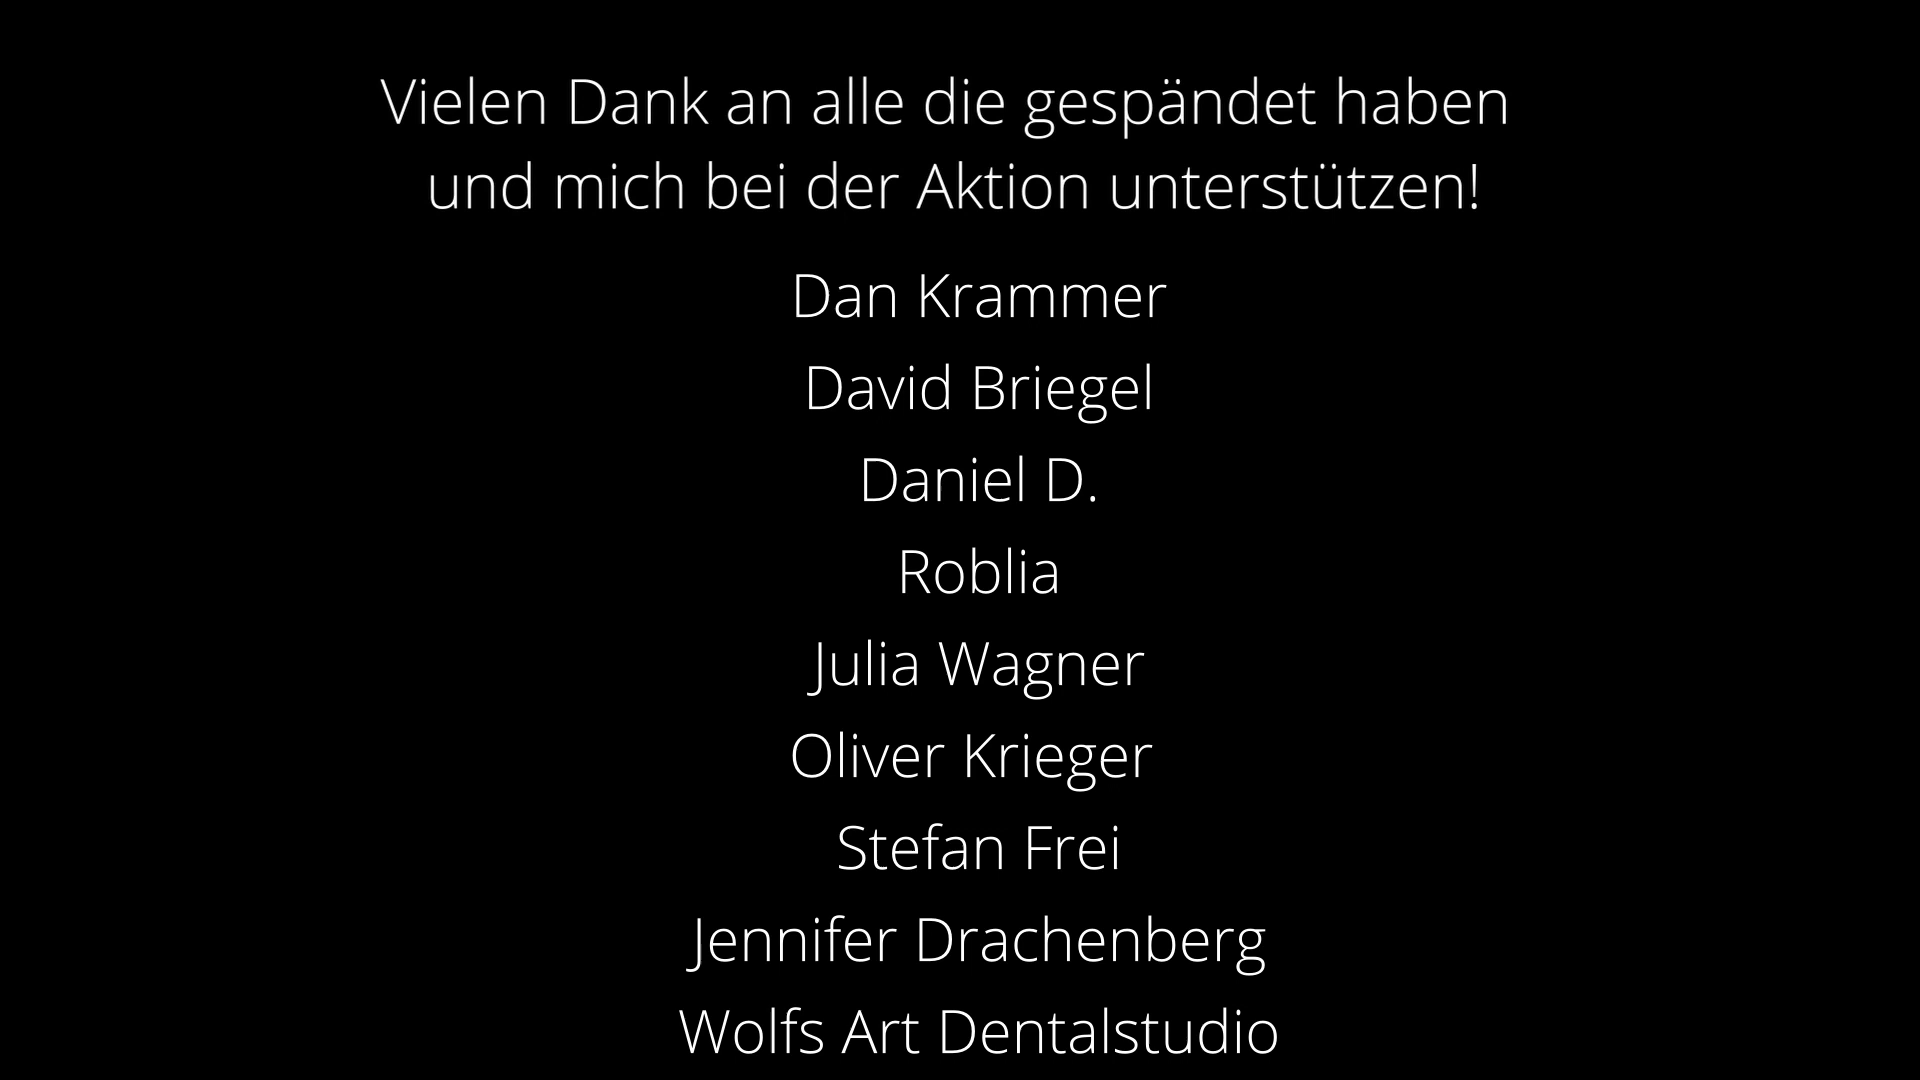 Vielen Dank an alle die gespändet haben
und mich bei der Aktion unterstützen!
Dan Krammer
David Briegel
Daniel D.
Roblia
Julia Wagner
Oliver Krieger
Stefan Frei
Jennifer Drachenberg
Wolfs Art Dentalstudio